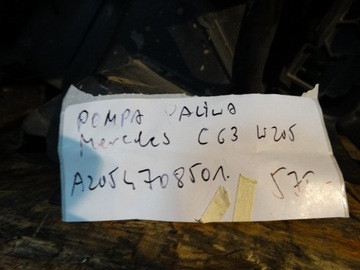 POMPA PALIWA
Mercedes C63 W205
A2054708501. 575,-